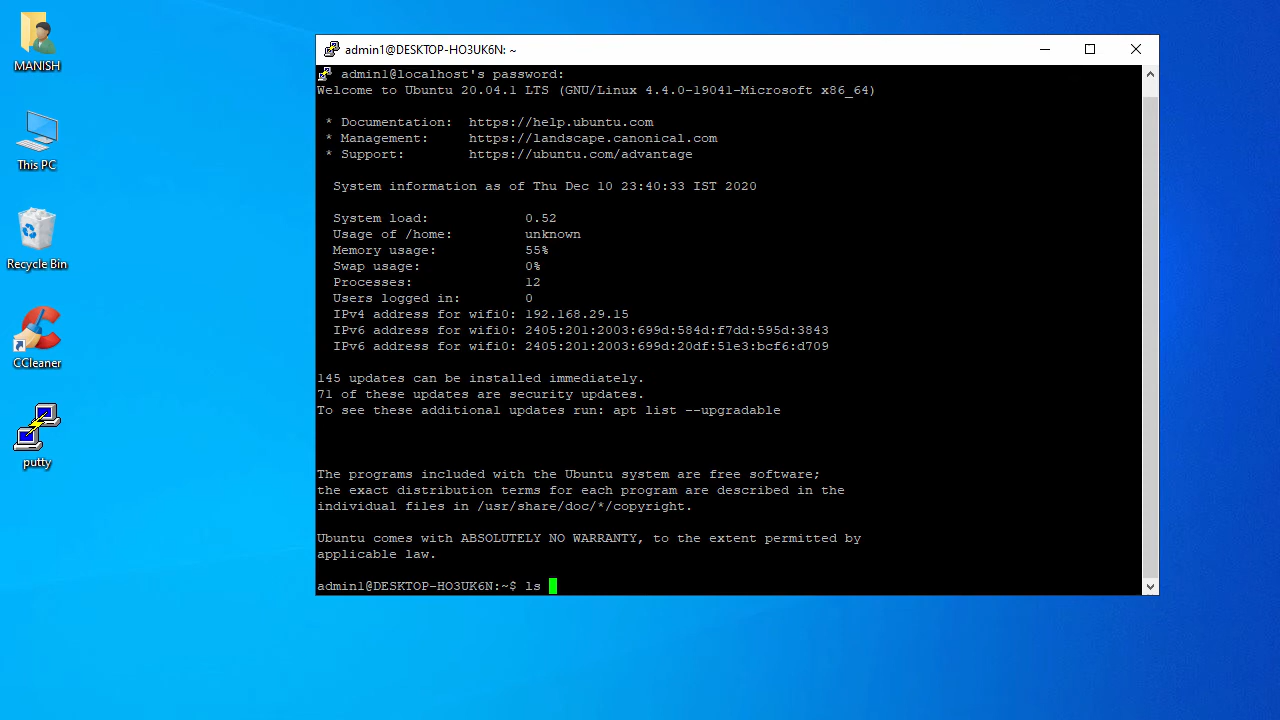 MANISH
This PC
Recycle Bin
CCleaner
putty
admin1@DESKTOP-HO3UK6N: ~
admin1@localhost's password:
Welcome to Ubuntu 20.04.1 LTS (GNU/Linux 4.4.0-19041-Microsoft x86_64)
* Documentation:  https://help.ubuntu.com
* Management:     https://landscape.canonical.com
* Support:        https://ubuntu.com/advantage
System information as of Thu Dec 10 23:40:33 IST 2020
System load:            0.52
Usage of /home:         unknown
Memory usage:           55%
Swap usage:             0%
Processes:              12
Users logged in:        0
IPv4 address for wifi0: 192.168.29.15
IPv6 address for wifi0: 2405:201:2003:699d:584d:f7dd:595d:3843
IPv6 address for wifi0: 2405:201:2003:699d:20df:51e3:bcf6:d709
145 updates can be installed immediately.
71 of these updates are security updates.
To see these additional updates run: apt list --upgradable
The programs included with the Ubuntu system are free software;
the exact distribution terms for each program are described in the
individual files in /usr/share/doc/*/copyright.
Ubuntu comes with ABSOLUTELY NO WARRANTY, to the extent permitted by
applicable law.
admin1@DESKTOP-HO3UK6N:~$ ls